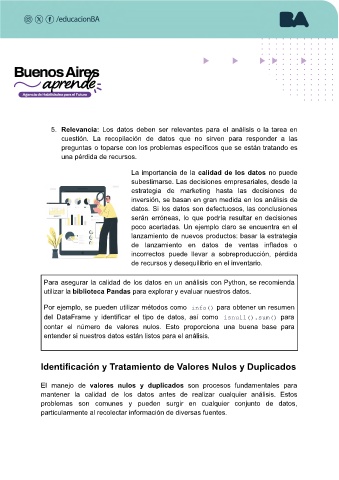 /educacionBA
BA
Buenos Aires
aprende
Agencia de Habilidades para el Futuro
5. Relevancia: Los datos deben ser relevantes para el análisis o la tarea en
cuestión. La recopilación de datos que no sirven para responder a las
preguntas o toparse con los problemas específicos que se están tratando es
una pérdida de recursos.
La importancia de la calidad de los datos no puede
subestimarse. Las decisiones empresariales, desde la
estrategia de marketing hasta las decisiones de
inversión, se basan en gran medida en los análisis de
datos. Si los datos son defectuosos, las conclusiones
serán erróneas, lo que podría resultar en decisiones
poco acertadas. Un ejemplo claro se encuentra en el
lanzamiento de nuevos productos: basar la estrategia
de lanzamiento en datos de ventas inflados o
incorrectos puede llevar a sobreproducción, pérdida
de recursos y desequilibrio en el inventario.
Para asegurar la calidad de los datos en un análisis con Python, se recomienda
utilizar la biblioteca Pandas para explorar y evaluar nuestros datos.
Por ejemplo, se pueden utilizar métodos como info() para obtener un resumen
del DataFrame y identificar el tipo de datos, así como isnull().sum() para
contar el número de valores nulos. Esto proporciona una buena base para
entender si nuestros datos están listos para el análisis.
Identificación y Tratamiento de Valores Nulos y Duplicados
El manejo de valores nulos y duplicados son procesos fundamentales para
mantener la calidad de los datos antes de realizar cualquier análisis. Estos
problemas son comunes y pueden surgir en cualquier conjunto de datos,
particularmente al recolectar información de diversas fuentes.